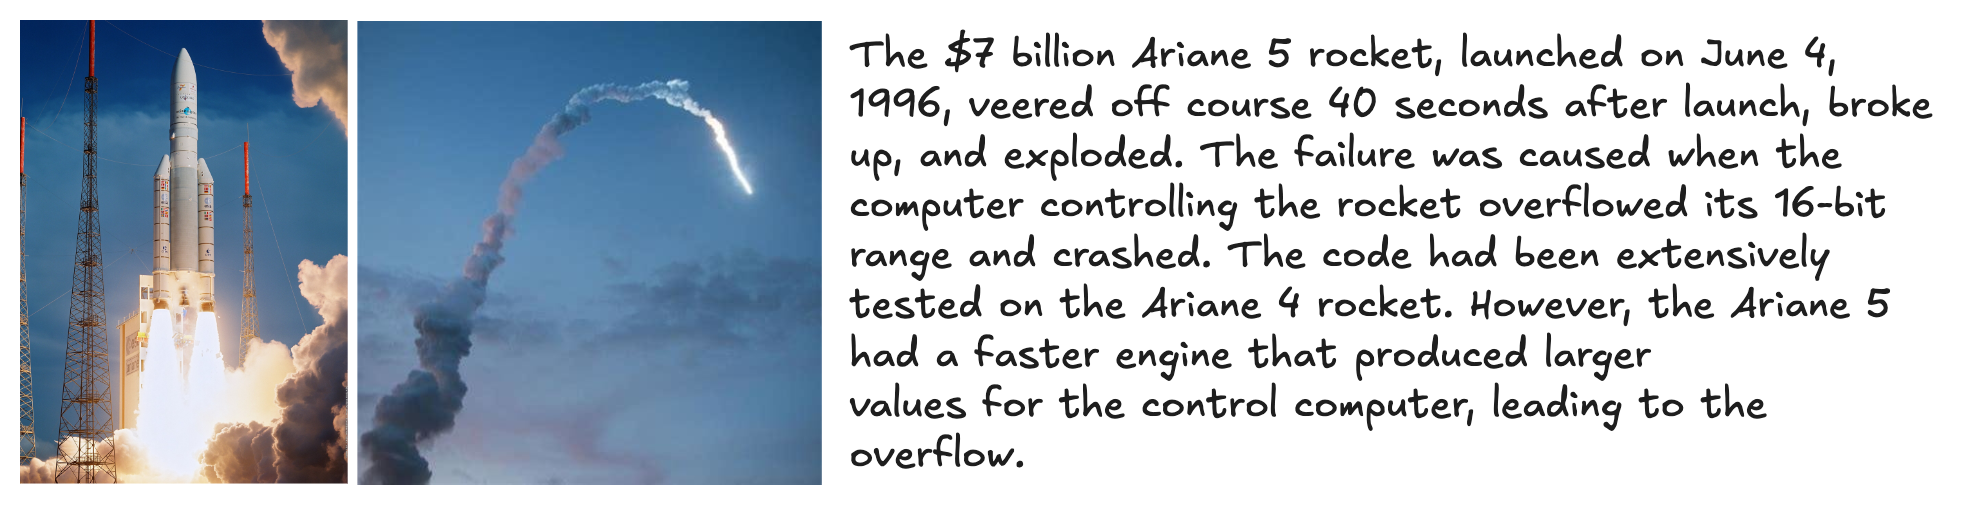 The $7 billion Ariane 5 rocket, launched on June 4,
1996, veered off course 40 seconds after launch, broke
up, and exploded. The failure was caused when the
computer controlling the rocket overflowed its 16-bit
range and crashed. The code had been extensively
tested on the Ariane 4 rocket. However, the Ariane 5
had a faster engine that produced larger
values for the control computer, leading to the
overflow.